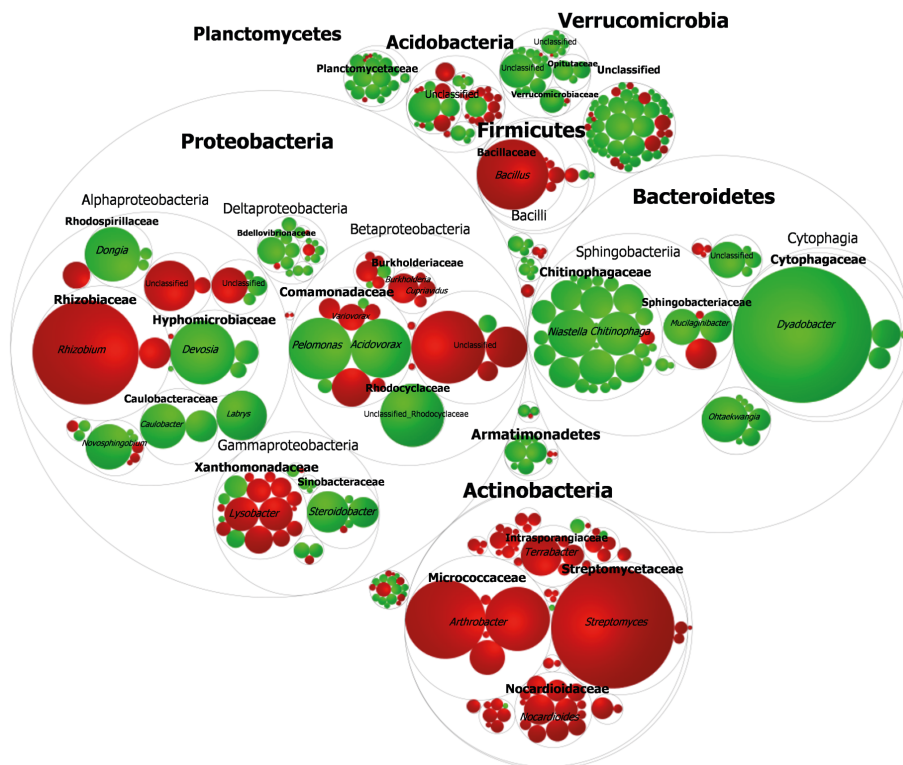 Verrucomicrobia
Planctomycetes
Acidobacteria
Unclassified
Planctomycetaceae
Unclassified
Opitutaceae
Unclassified
Unclassified
Verrucomicrobiaceae
Firmicutes
Proteobacteria
Bacillaceae
Bacillus
Bacteroidetes
Alphaproteobacteria
Deltaproteobacteria
Bacilli
Rhodospirillaceae
Betaproteobacteria
Bdellovibrionaceae
Sphingobacteriia
Cytophagia
Dongia
Burkholderiaceae
Unclassified
Cytophagaceae
Chitinophagaceae
Unclassified
Unclassified
Burkholderia
Cupriavidus
Rhizobiaceae
Comamonadaceae
Sphingobacteriaceae
Hyphomicrobiaceae
Variovorax
Mucilaginibacter
Dyadobacter
Niastella
Chitinophaga
Rhizobium
Devosia
Pelomonas
Acidovorax
Unclassified
Rhodocyclaceae
Caulobacteraceae
Unclassified_Rhodocyclaceae
Labrys
Ohtaekwangia
Caulobacter
Armatimonadetes
Novosphingobium
Gammaproteobacteria
Xanthomonadaceae
Sinobacteraceae
Actinobacteria
Lysobacter
Steroidobacter
Intrasporangiaceae
Terrabacter
Streptomycetaceae
Micrococcaceae
Arthrobacter
Streptomyces
Nocardioidaceae
Nocardioides